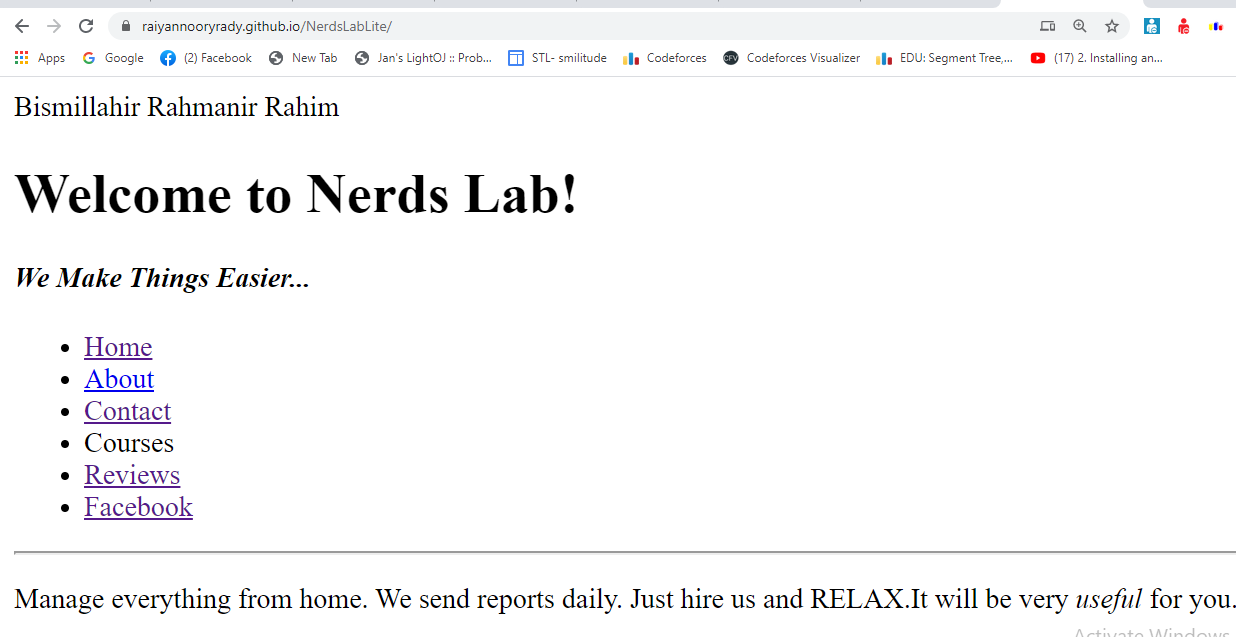 raiyannooryrady.github.io/NerdsLabLite/
Apps Google (2) Facebook New Tab Jan's LightOJ :: Prob... STL- smilitude Codeforces CFV Codeforces Visualizer EDU: Segment Tree,... (17) 2. Installing an...
Bismillahir Rahmanir Rahim
Welcome to Nerds Lab!
We Make Things Easier...
Home
About
Contact
Courses
Reviews
Facebook
Manage everything from home. We send reports daily. Just hire us and RELAX.It will be very useful for you.
Activate Windows